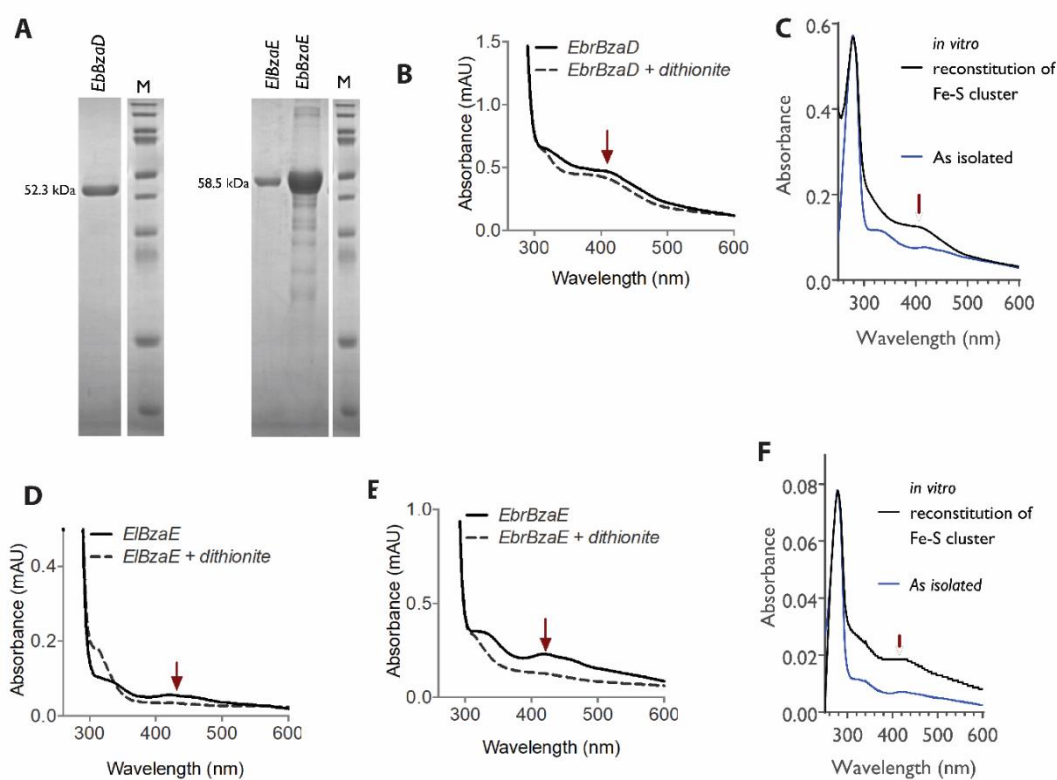 A
EbBzaD
M
ElBzaE
EbBzaE
M
52.3 kDa
58.5 kDa
B
1.5
1.0
0.5
0.0
Absorbance (mAU)
EbrBzaD
EbrBzaD + dithionite
300
400
500
600
Wavelength (nm)
C
0.6
0.4
0.2
0.0
Absorbance
in vitro
reconstitution of
Fe-S cluster
As isolated
300
400
500
600
Wavelength (nm)
D
0.4
0.2
0.0
Absorbance (mAU)
ElBzaE
ElBzaE + dithionite
300
400
500
600
Wavelength (nm)
E
1.0
0.5
0.0
Absorbance (mAU)
EbrBzaE
EbrBzaE + dithionite
300
400
500
600
Wavelength (nm)
F
0.08
0.06
0.04
0.02
0.00
Absorbance
in vitro
reconstitution of
Fe-S cluster
As isolated
300
400
500
600
Wavelength (nm)